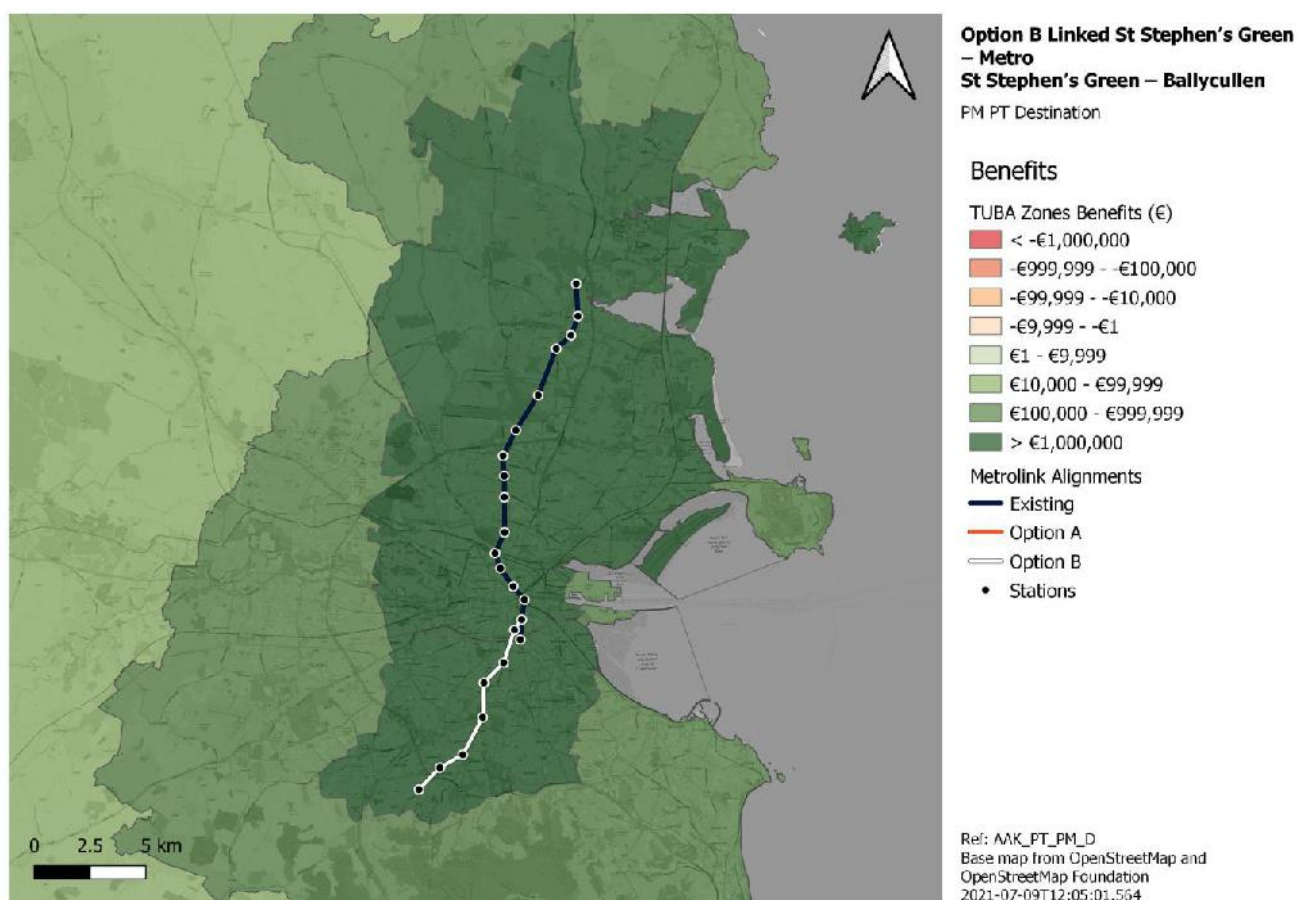 Option B Linked St Stephen's Green
– Metro
St Stephen's Green – Ballycullen
PM PT Destination
Benefits
TUBA Zones Benefits (€)
< -€1,000,000
-€999,999 - -€100,000
-€99,999 - -€10,000
-€9,999 - -€1
€1 - €9,999
€10,000 - €99,999
€100,000 - €999,999
> €1,000,000
Metrolink Alignments
Existing
Option A
Option B
Stations
0 2.5 5 km
Ref: AAK_PT_PM_D
Base map from OpenStreetMap and
OpenStreetMap Foundation
2021-07-09T12:05:01.564